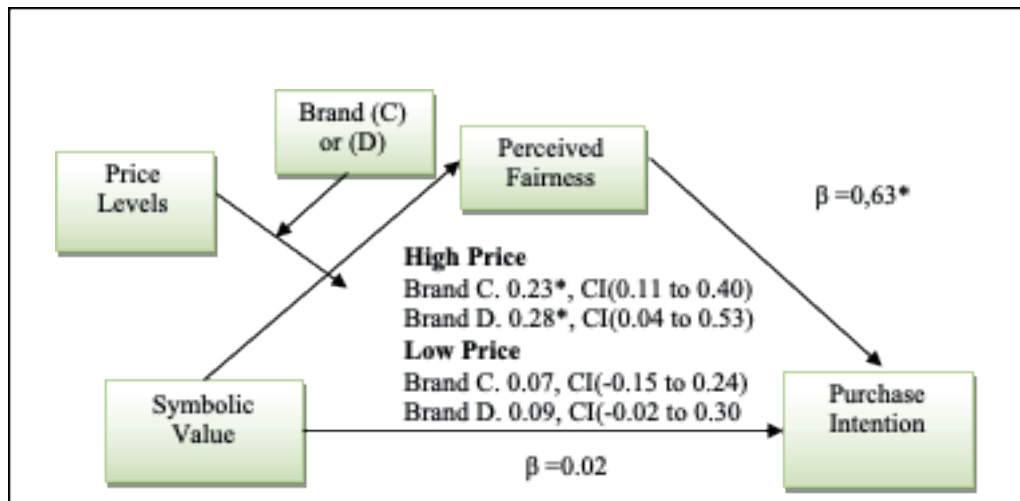 Brand (C)
or (D)
Price
Levels
Perceived
Fairness
β =0,63*
High Price
Brand C. 0.23*, CI(0.11 to 0.40)
Brand D. 0.28*, CI(0.04 to 0.53)
Low Price
Brand C. 0.07, CI(-0.15 to 0.24)
Brand D. 0.09, CI(-0.02 to 0.30
Symbolic
Value
Purchase
Intention
β =0.02